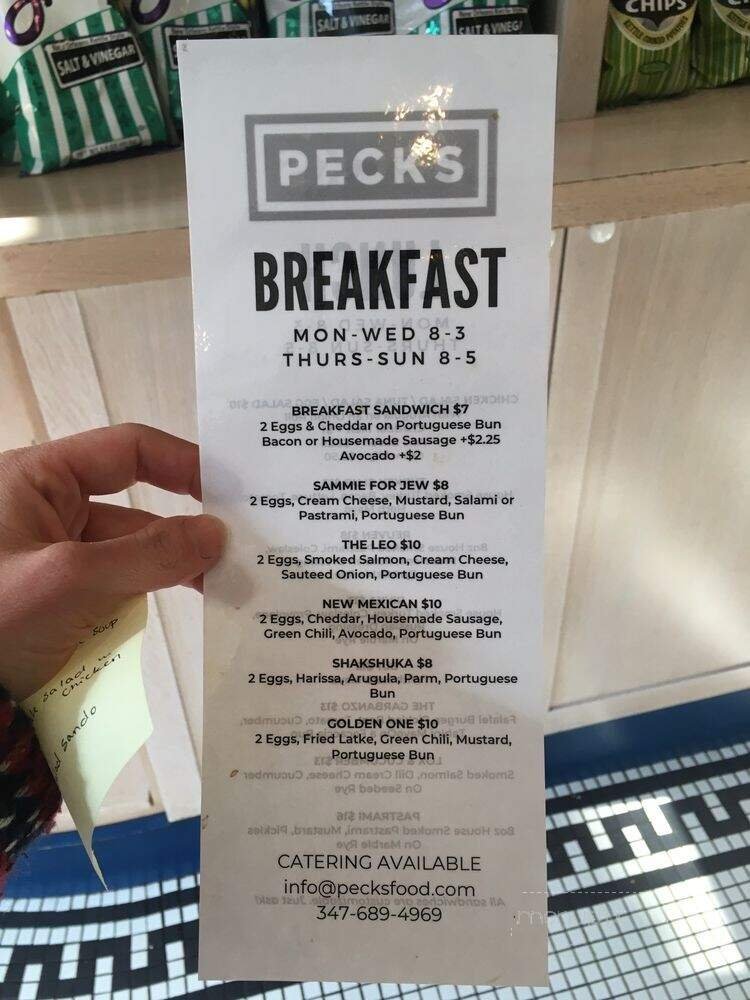 SALT & VINEGAR
SALT & VINEGAR
SALT & VINEGAR
CHIPS
PECKS
BREAKFAST
MON-WED 8-3
THURS-SUN 8-5
BREAKFAST SANDWICH $7
2 Eggs & Cheddar on Portuguese Bun
Bacon or Housemade Sausage +$2.25
Avocado +$2
SAMMIE FOR JEW $8
2 Eggs, Cream Cheese, Mustard, Salami or
Pastrami, Portuguese Bun
THE LEO $10
2 Eggs, Smoked Salmon, Cream Cheese,
Sauteed Onion, Portuguese Bun
NEW MEXICAN $10
2 Eggs, Cheddar, Housemade Sausage,
Green Chili, Avocado, Portuguese Bun
SHAKSHUKA $8
2 Eggs, Harissa, Arugula, Parm, Portuguese
Bun
GOLDEN ONE $10
2 Eggs, Fried Latke, Green Chili, Mustard,
Portuguese Bun
CATERING AVAILABLE
info@pecksfood.com
347-689-4969
soup
salad w
chicken
sando